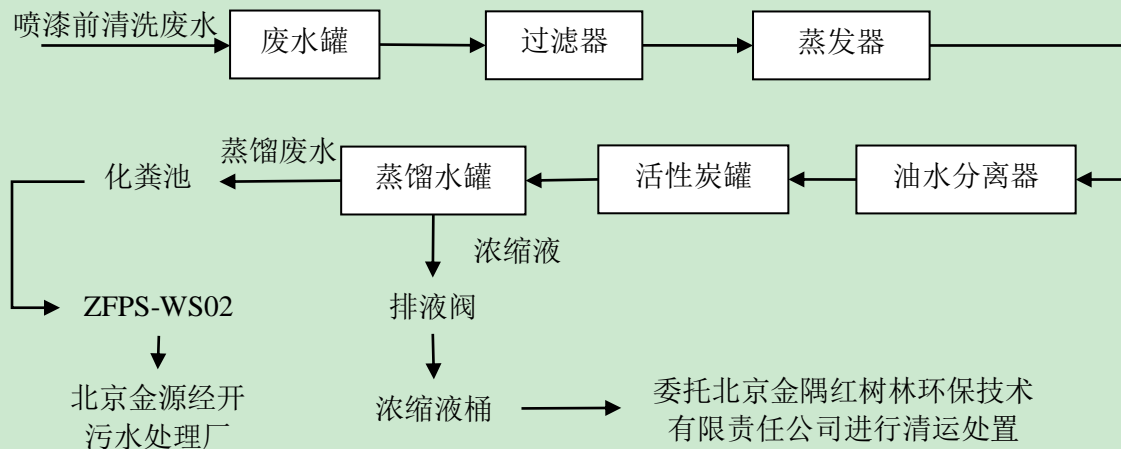 喷漆前清洗废水
废水罐
过滤器
蒸发器
化粪池
蒸馏废水
蒸馏水罐
活性炭罐
油水分离器
浓缩液
ZFPS-WS02
排液阀
北京金源经开
污水处理厂
浓缩液桶
委托北京金隅红树林环保技术
有限责任公司进行清运处置